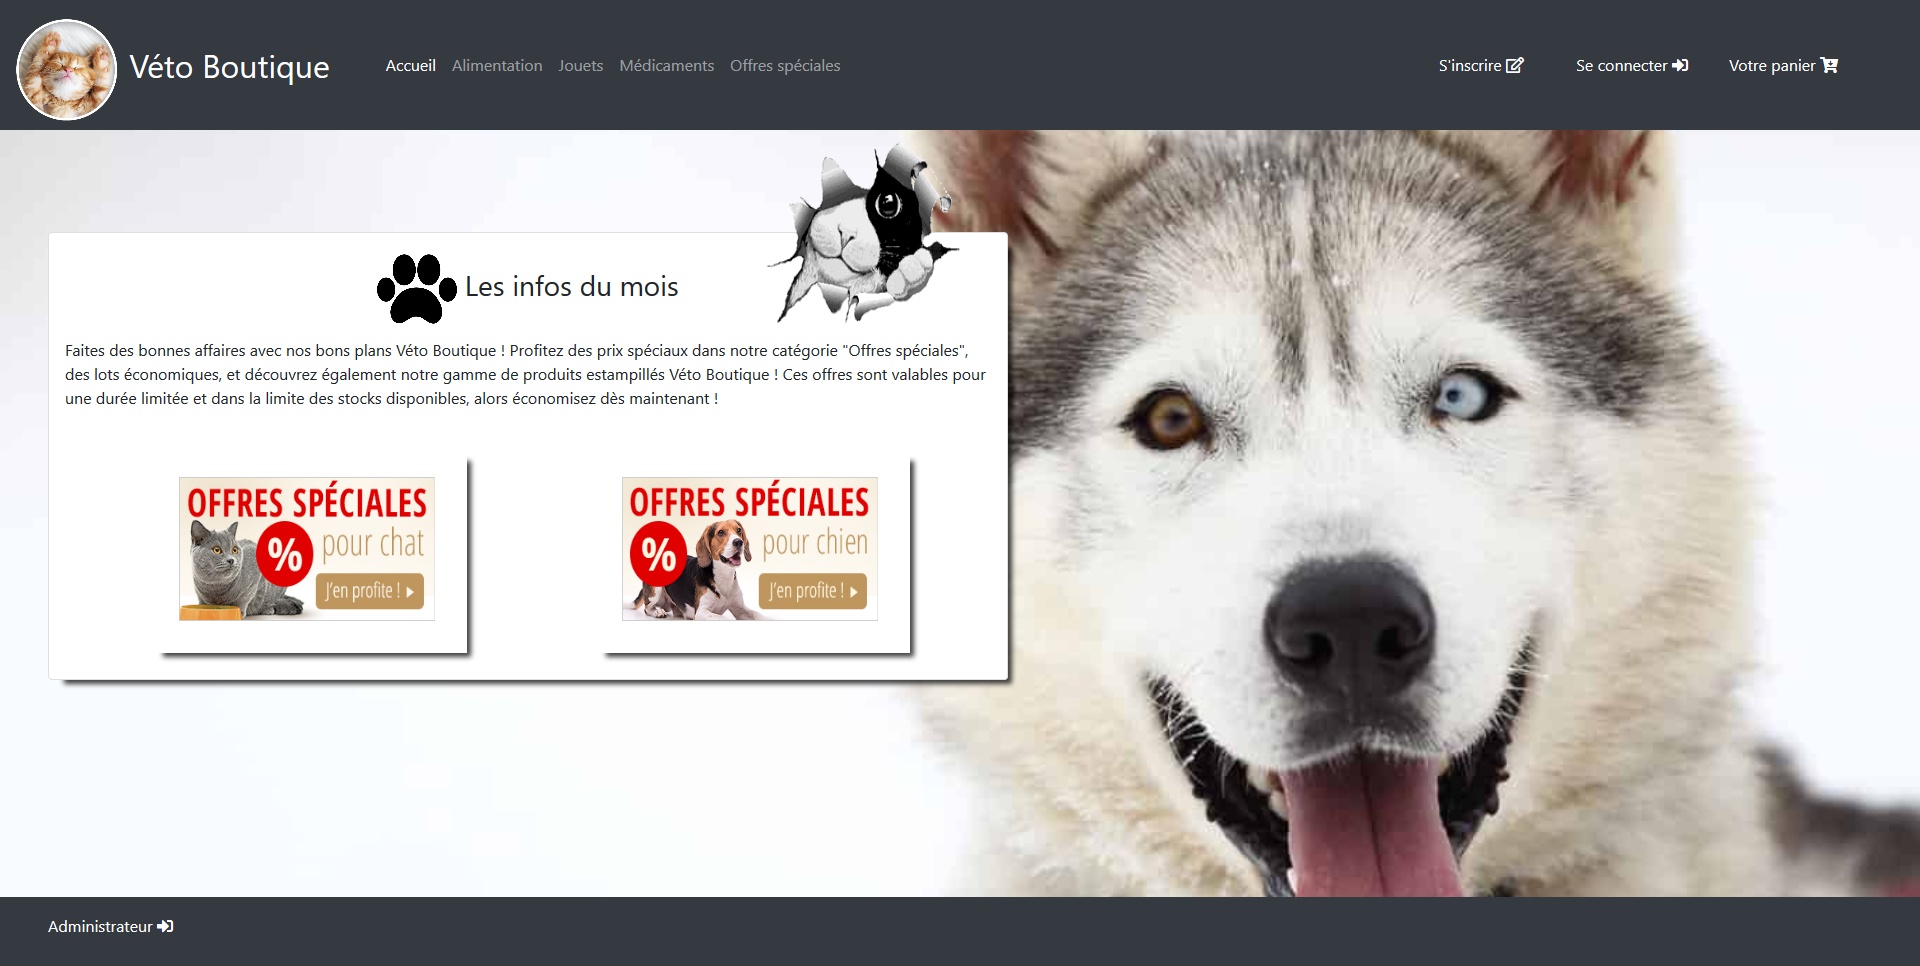 Véto Boutique
Accueil
Alimentation
Jouets
Médicaments
Offres spéciales
S'inscrire
Se connecter
Votre panier
Les infos du mois
Faites des bonnes affaires avec nos bons plans Véto Boutique ! Profitez des prix spéciaux dans notre catégorie "Offres spéciales",
des lots économiques, et découvrez également notre gamme de produits estampillés Véto Boutique ! Ces offres sont valables pour
une durée limitée et dans la limite des stocks disponibles, alors économisez dès maintenant !
OFFRES SPÉCIALES
% pour chat
J'en profite !
OFFRES SPÉCIALES
% pour chien
J'en profite !
Administrateur